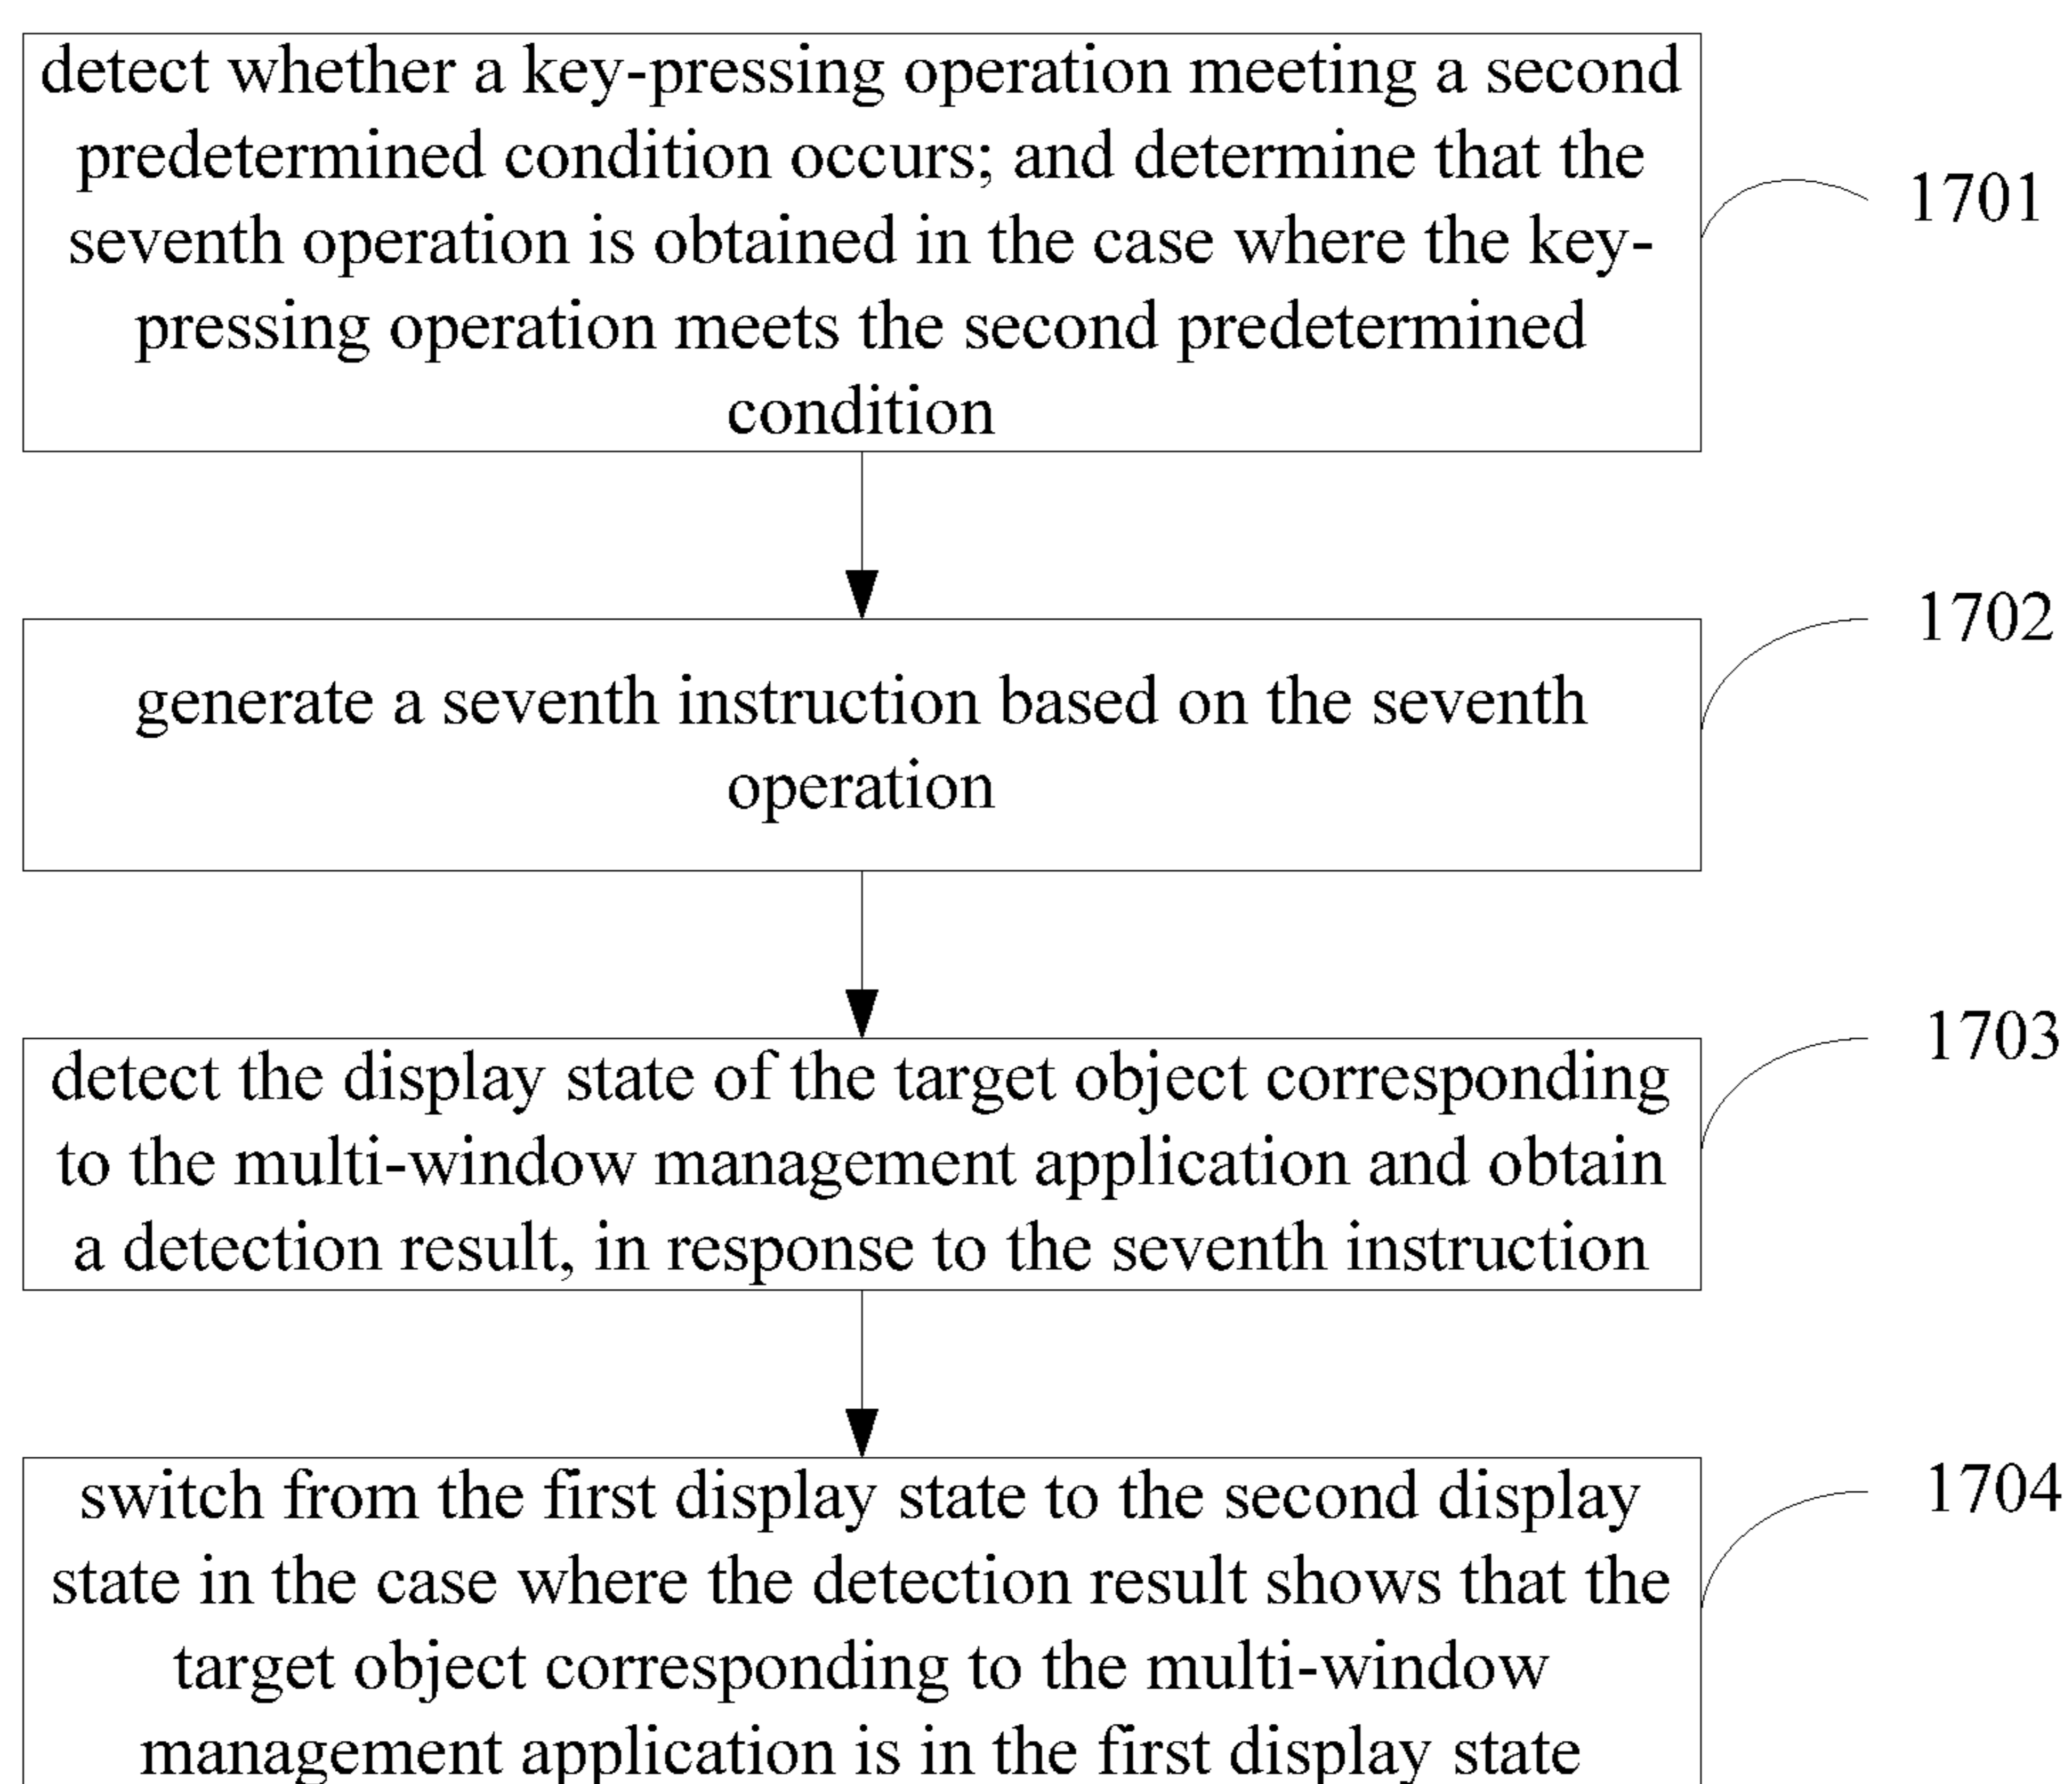 detect whether a key-pressing operation meeting a second
predetermined condition occurs; and determine that the
seventh operation is obtained in the case where the key-
pressing operation meets the second predetermined
condition
1701
generate a seventh instruction based on the seventh
operation
1702
detect the display state of the target object corresponding
to the multi-window management application and obtain
a detection result, in response to the seventh instruction
1703
switch from the first display state to the second display
state in the case where the detection result shows that the
target object corresponding to the multi-window
management application is in the first display state
1704